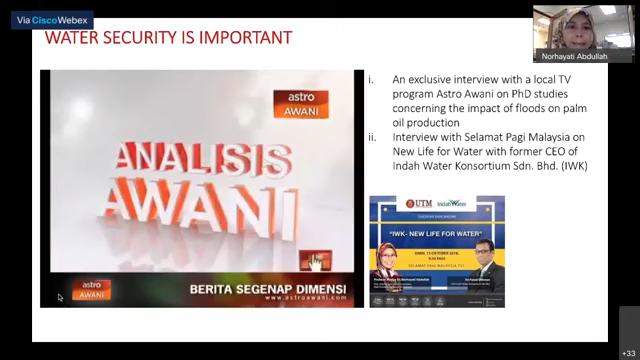 Via Cisco Webex
WATER SECURITY IS IMPORTANT
Norhayati Abdullah
astro
AWANI
ANALISIS
AWANI
astro
AWANI
BERITA SEGENAP DIMENSI
www.astroawani.com
i. An exclusive interview with a local TV
program Astro Awani on PhD studies
concerning the impact of floods on palm
oil production
ii. Interview with Selamat Pagi Malaysia on
New Life for Water with former CEO of
Indah Water Konsortium Sdn. Bhd. (IWK)
UTM
IndahWater
"IWK- NEW LIFE FOR WATER"
SELAMAT PAGI MALAYSIA
+33